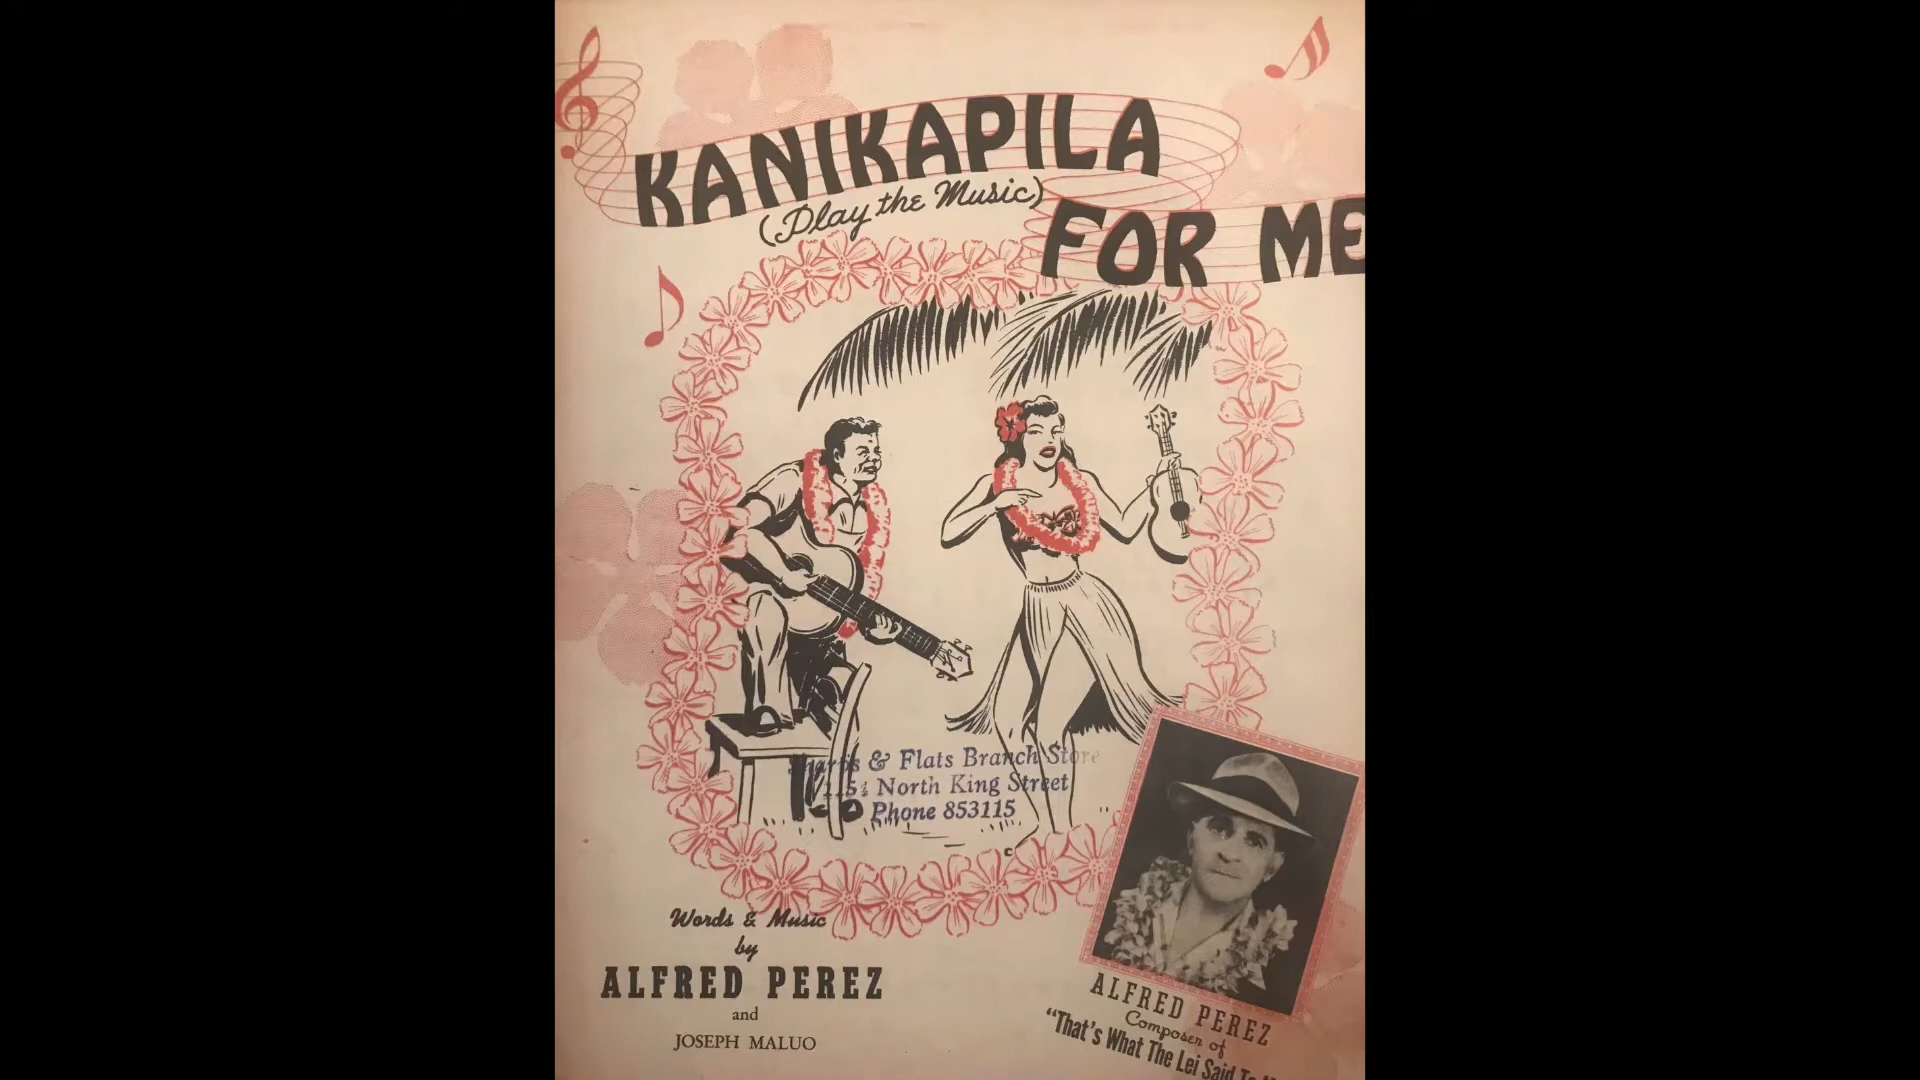 KANIKAPILA
(Play the Music)
FOR ME
& Flats Branch Store
North King Street
Phone 853115
Words & Music
by
ALFRED PEREZ
and
JOSEPH MALUO
ALFRED PEREZ
Composer of
"That's What The Lei Said To